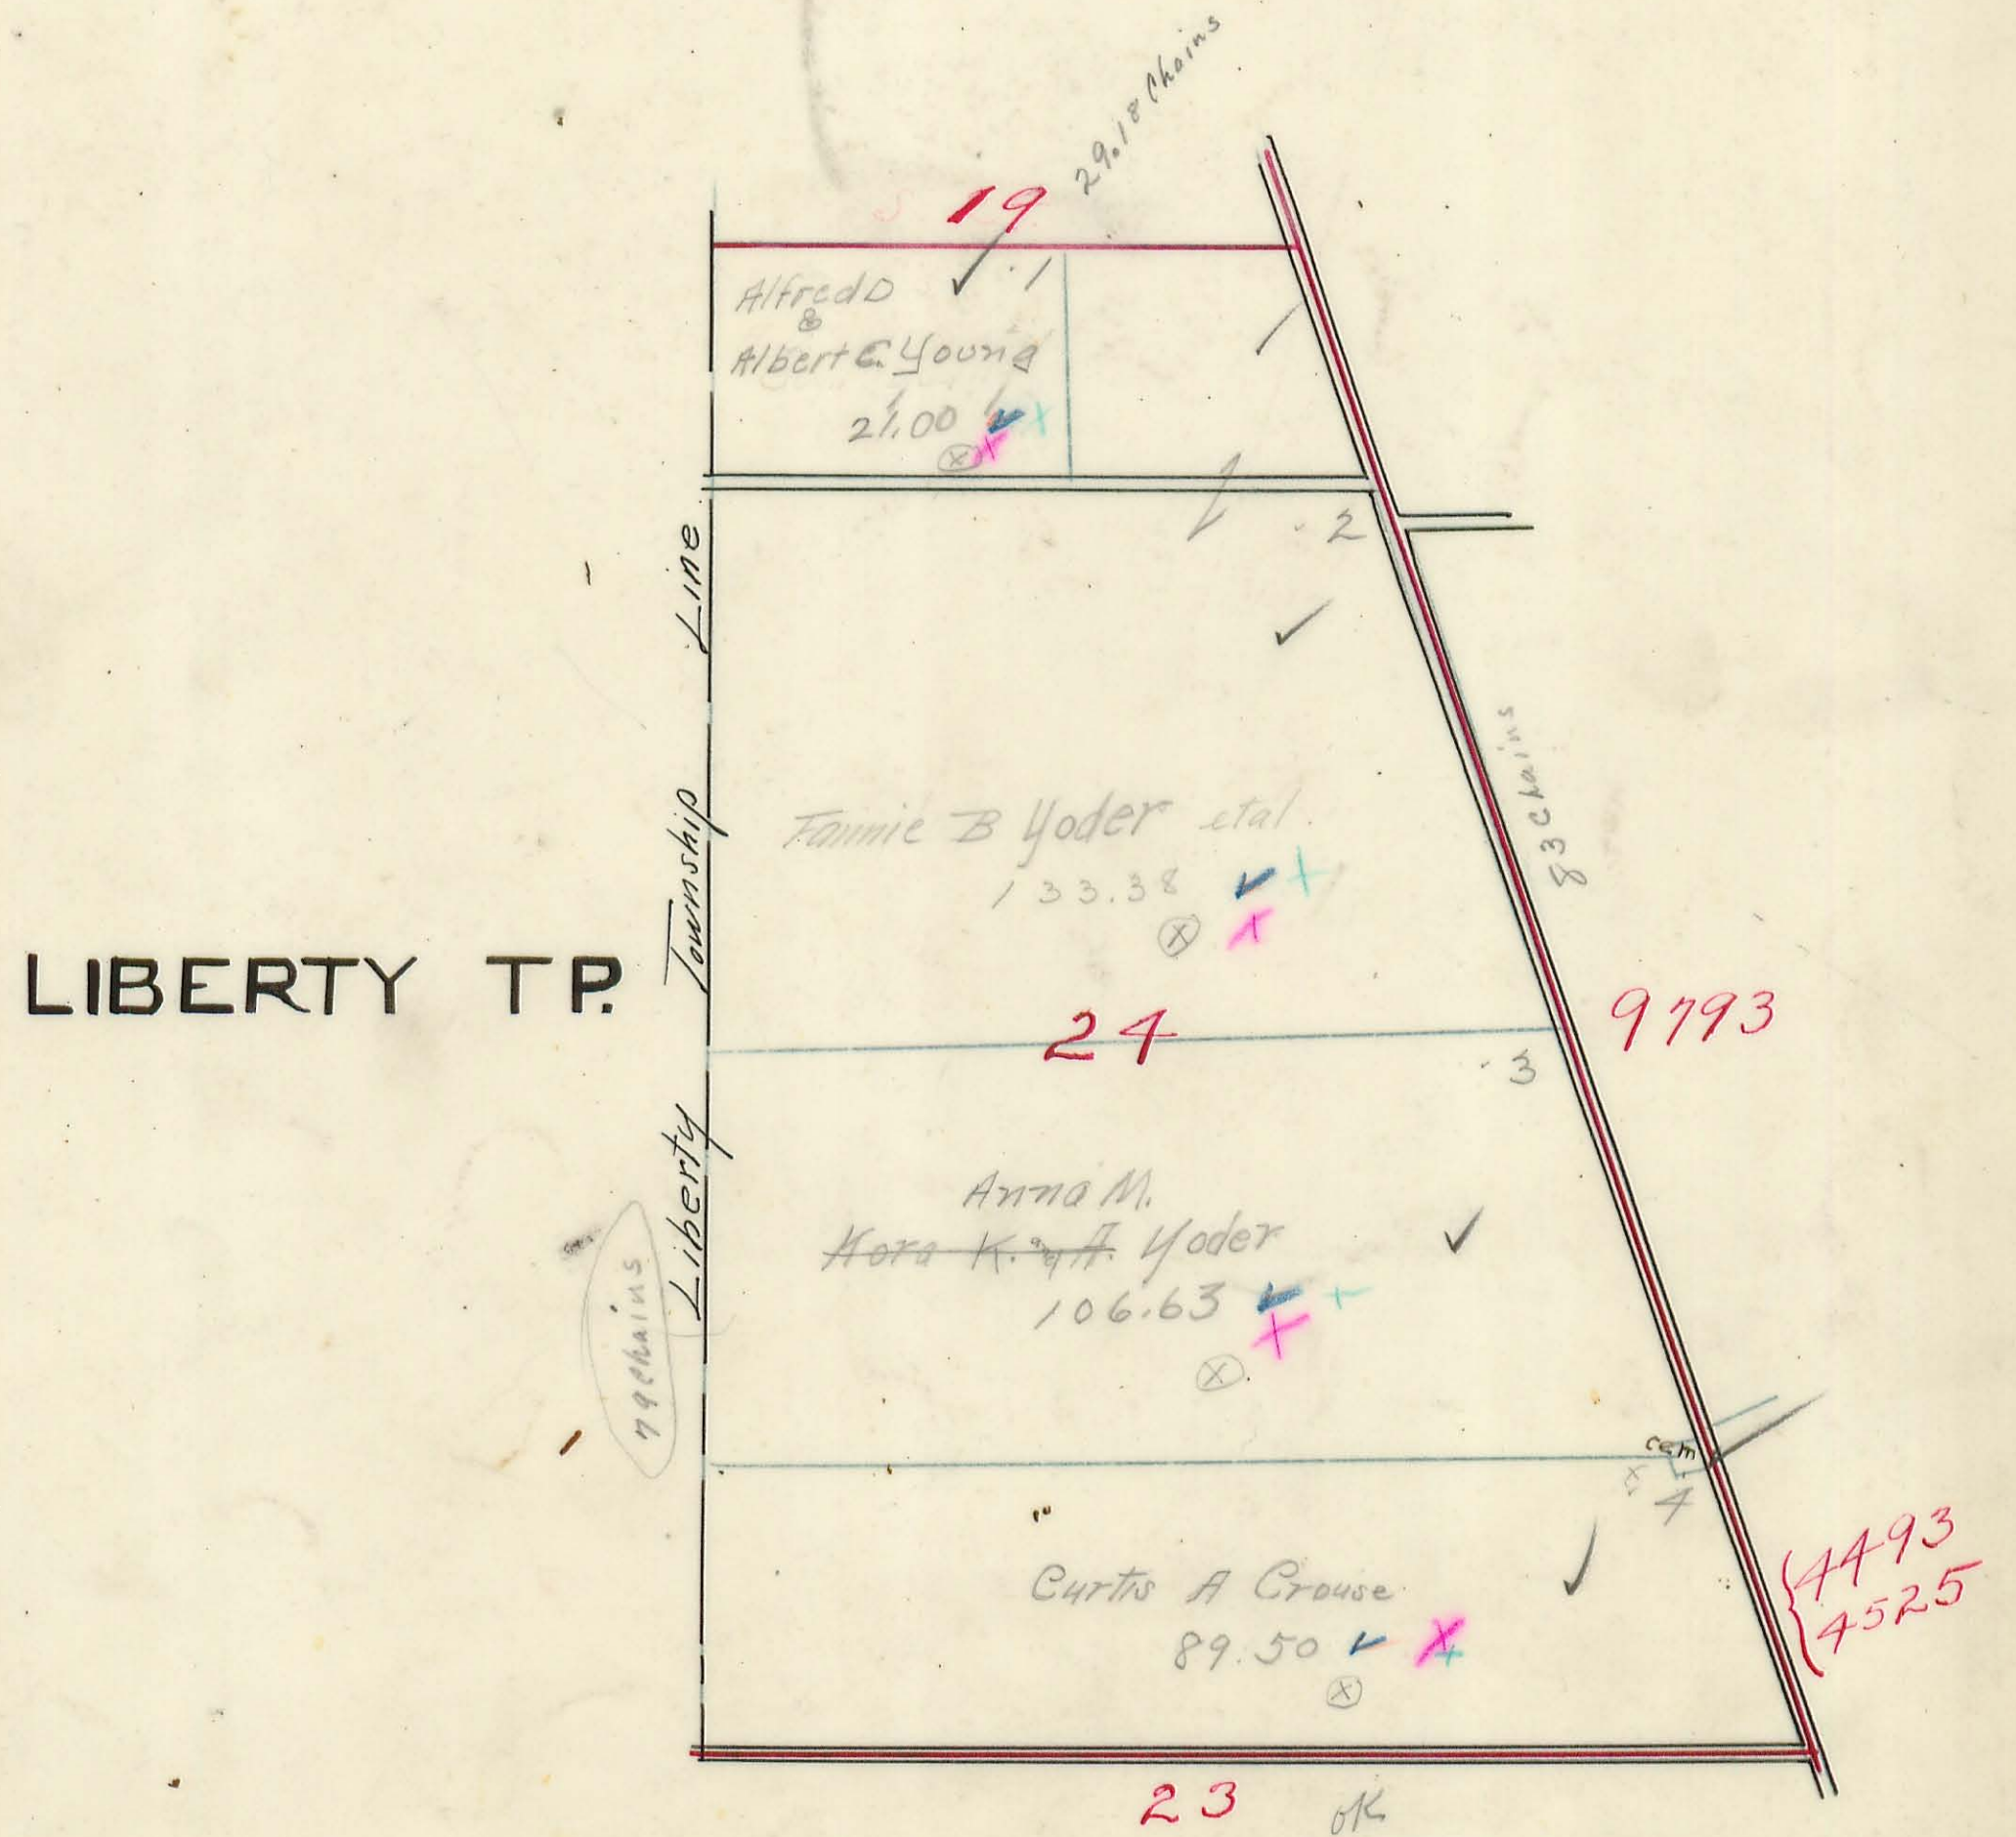 29.18 Chains
19
.1
Alfred D
&
Albert C. Young
21.00
2
Liberty Township Line
83 Chains
Fannie B Yoder etal.
133.38
LIBERTY TP.
24
9793
3
Anna M.
K. & A. Yoder
106.63
79 Chains
cem.
4
Curtis A Crouse
89.50
4493
4525
23 OK